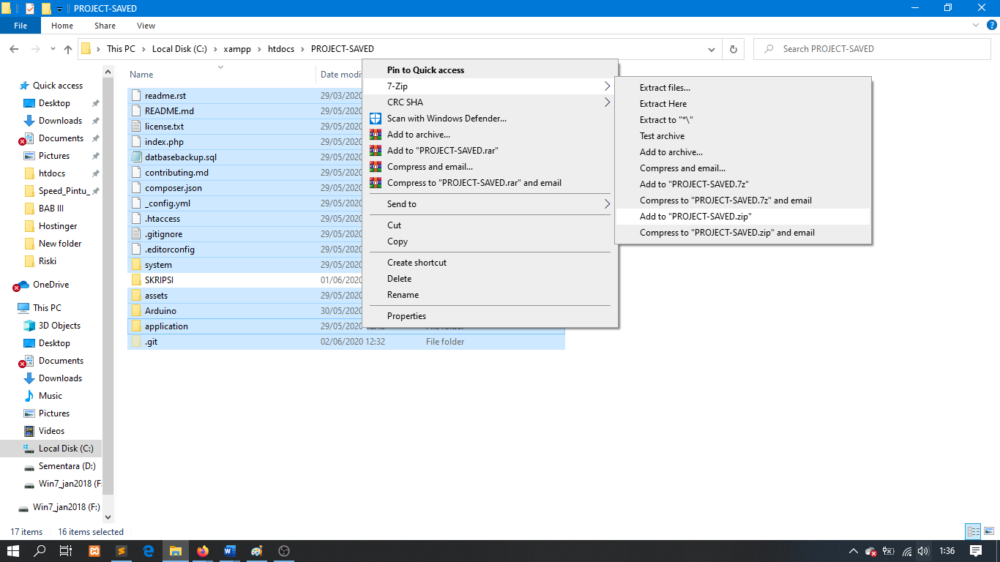 PROJECT-SAVED
File Home Share View
This PC Local Disk (C:) xampp htdocs PROJECT-SAVED
Search PROJECT-SAVED
Quick access
Desktop
Downloads
Documents
Pictures
htdocs
Speed_Pintu_
BAB III
Hostinger
New folder
Riski
OneDrive
This PC
3D Objects
Desktop
Documents
Downloads
Music
Pictures
Videos
Local Disk (C:)
Sementara (D:)
Win7_jan2018 (F:
Win7_jan2018 (F:)
Name Date modi
readme.rst 29/03/2020
README.md 29/05/2020
license.txt 29/05/2020
index.php 29/05/2020
datbasebackup.sql 29/05/2020
contributing.md 29/05/2020
composer.json 29/05/2020
_config.yml 29/05/2020
.htaccess 29/05/2020
.gitignore 29/05/2020
.editorconfig 29/05/2020
system 29/05/2020
SKRIPSI 01/06/2020
assets 29/05/2020
Arduino 30/05/2020
application 29/05/2020
.git 02/06/2020 12:32 File folder
Pin to Quick access
7-Zip
CRC SHA
Scan with Windows Defender...
Add to archive...
Add to "PROJECT-SAVED.rar"
Compress and email...
Compress to "PROJECT-SAVED.rar" and email
Send to
Cut
Copy
Create shortcut
Delete
Rename
Properties
Extract files...
Extract Here
Extract to "*\"
Test archive
Add to archive...
Compress and email...
Add to "PROJECT-SAVED.7z"
Compress to "PROJECT-SAVED.7z" and email
Add to "PROJECT-SAVED.zip"
Compress to "PROJECT-SAVED.zip" and email
17 items 16 items selected
1:36